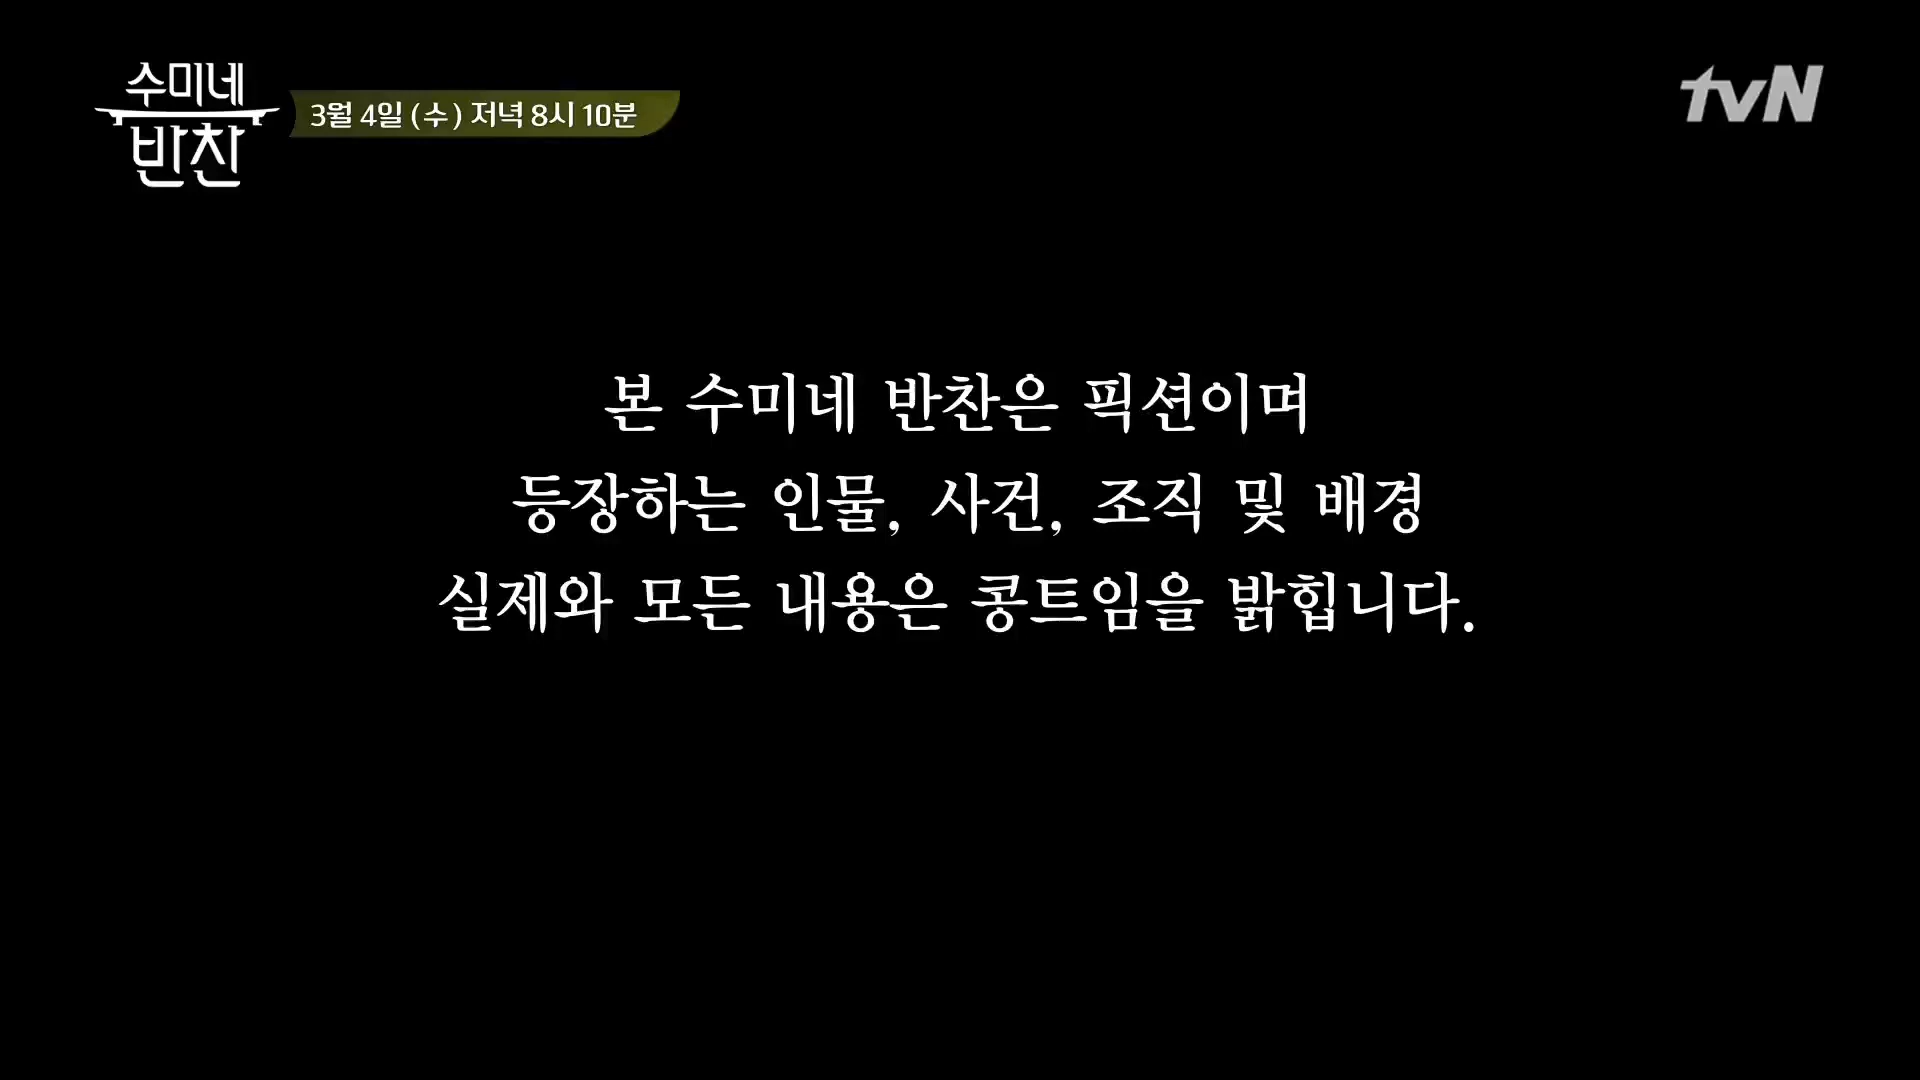 수미네
반찬
3월 4일 (수) 저녁 8시 10분
tvN
본 수미네 반찬은 픽션이며
등장하는 인물, 사건, 조직 및 배경
실제와 모든 내용은 콩트임을 밝힙니다.